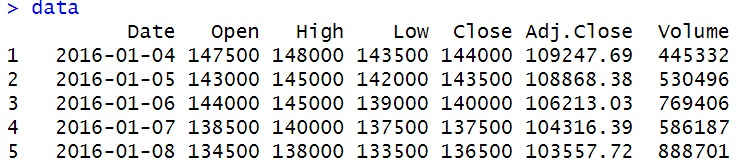 > data
Date Open High Low Close Adj.Close Volume
1 2016-01-04 147500 148000 143500 144000 109247.69 445332
2 2016-01-05 143000 145000 142000 143500 108868.38 530496
3 2016-01-06 144000 145000 139000 140000 106213.03 769406
4 2016-01-07 138500 140000 137500 137500 104316.39 586187
5 2016-01-08 134500 138000 133500 136500 103557.72 888701